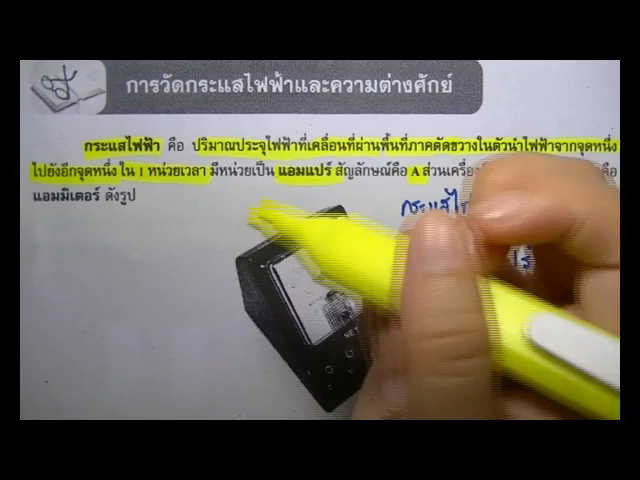 การวัดกระแสไฟฟ้าและความต่างศักย์
กระแสไฟฟ้า คือ ปริมาณประจุไฟฟ้าที่เคลื่อนที่ผ่านพื้นที่ภาคตัดขวางในตัวนำไฟฟ้าจากจุดหนึ่ง
ไปยังอีกจุดหนึ่ง ใน 1 หน่วยเวลา มีหน่วยเป็น แอมแปร์ สัญลักษณ์คือ A ส่วนเครื่อง คือ
แอมมิเตอร์ ดังรูป